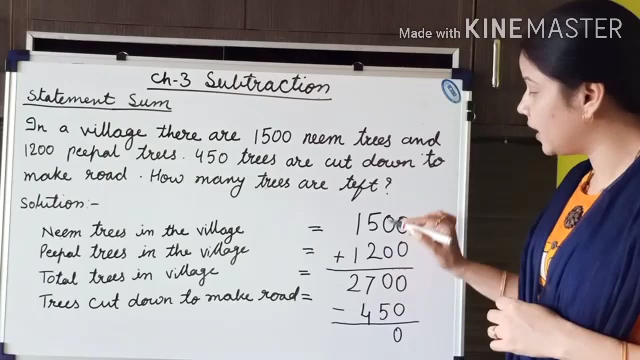 Made with KINEMASTER
Ch-3 Subtraction
Statement Sum
In a village there are 1500 neem trees and
1200 peepal trees. 450 trees are cut down to
make road. How many trees are left?
Solution:-
Neem trees in the village = 1500
Peepal trees in the village = + 1200
Total trees in village = 2700
Trees cut down to make road = - 450
0